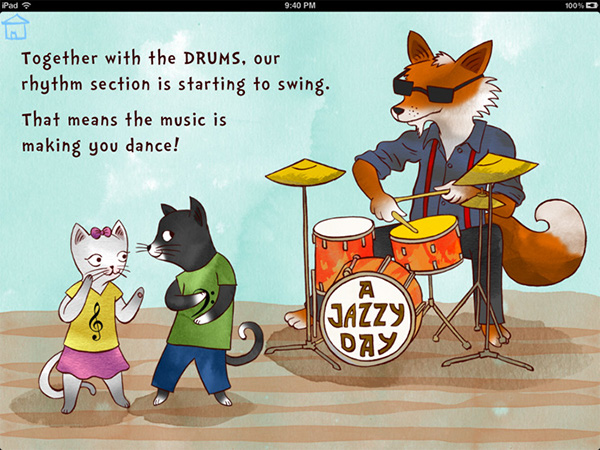 iPad 9:40 PM 100%
Together with the DRUMS, our
rhythm section is starting to swing.
That means the music is
making you dance!
A
JAZZY
DAY